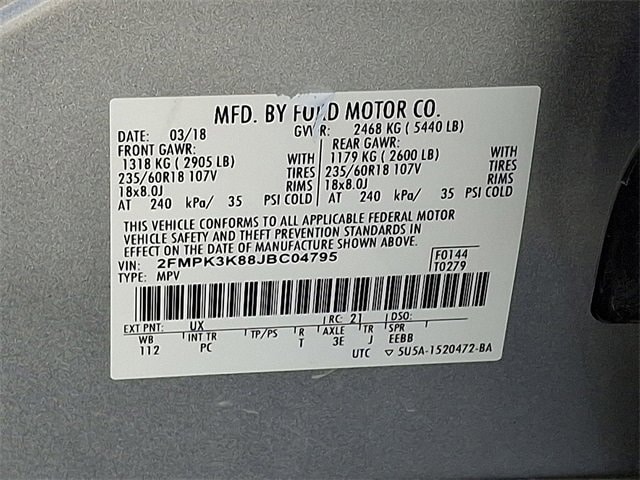 MFD. BY FORD MOTOR CO.
DATE: 03/18 GVWR: 2468 KG (5440 LB)
FRONT GAWR: REAR GAWR:
1318 KG (2905 LB) WITH 1179 KG (2600 LB) WITH
235/60R18 107V TIRES 235/60R18 107V TIRES
18x8.0J RIMS 18x8.0J RIMS
AT 240 kPa/ 35 PSI COLD AT 240 kPa/ 35 PSI COLD
THIS VEHICLE CONFORMS TO ALL APPLICABLE FEDERAL MOTOR
VEHICLE SAFETY AND THEFT PREVENTION STANDARDS IN
EFFECT ON THE DATE OF MANUFACTURE SHOWN ABOVE.
VIN: 2FMPK3K88JBC04795 F0144
TYPE: MPV T0279
EXT PNT: UX RC: 21 DSO:
WB INT TR TP/PS R AXLE TR SPR
112 PC T 3E J EEBB
UTC ▽ 5U5A-1520472-BA